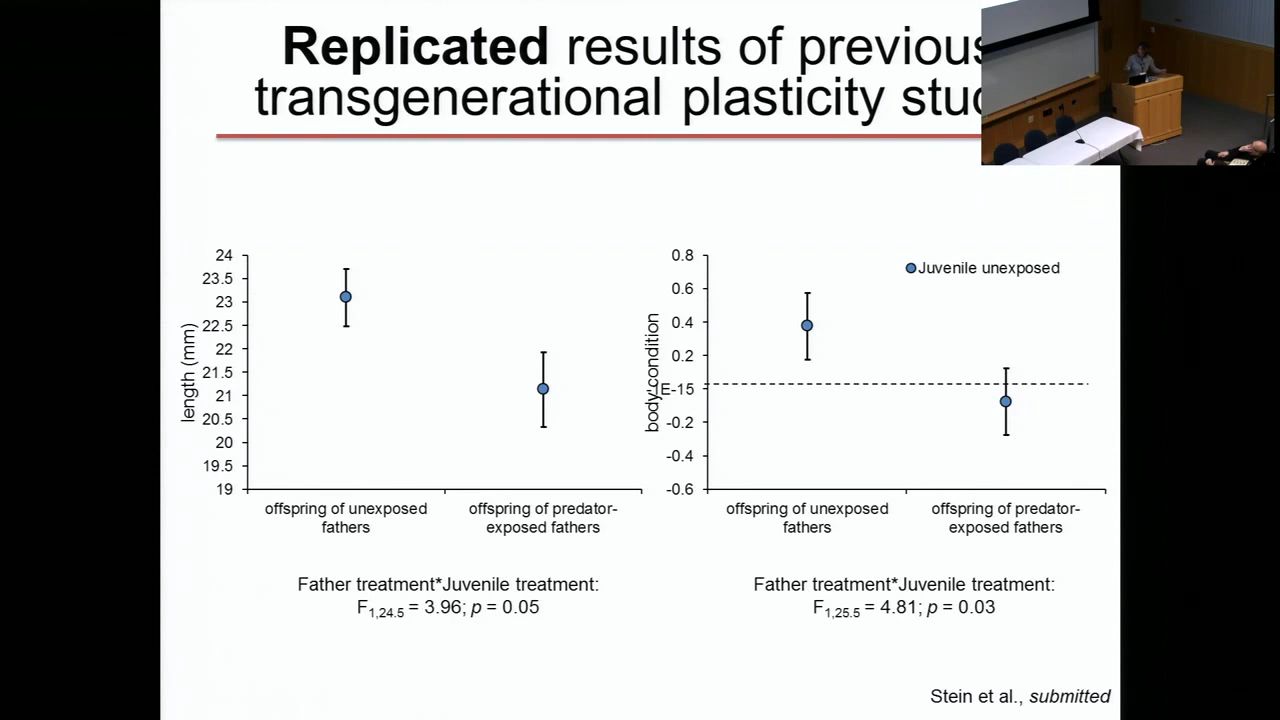 Replicated results of previous
transgenerational plasticity
length (mm)
24
23.5
23
22.5
22
21.5
21
20.5
20
19.5
19
offspring of unexposed
fathers
offspring of predator-
exposed fathers
Father treatment*Juvenile treatment:
F1,24.5 = 3.96; p = 0.05
body condition
0.8
0.6
0.4
0.2
E-15
-0.2
-0.4
-0.6
Juvenile unexposed
offspring of unexposed
fathers
offspring of predator-
exposed fathers
Father treatment*Juvenile treatment:
F1,25.5 = 4.81; p = 0.03
Stein et al., submitted